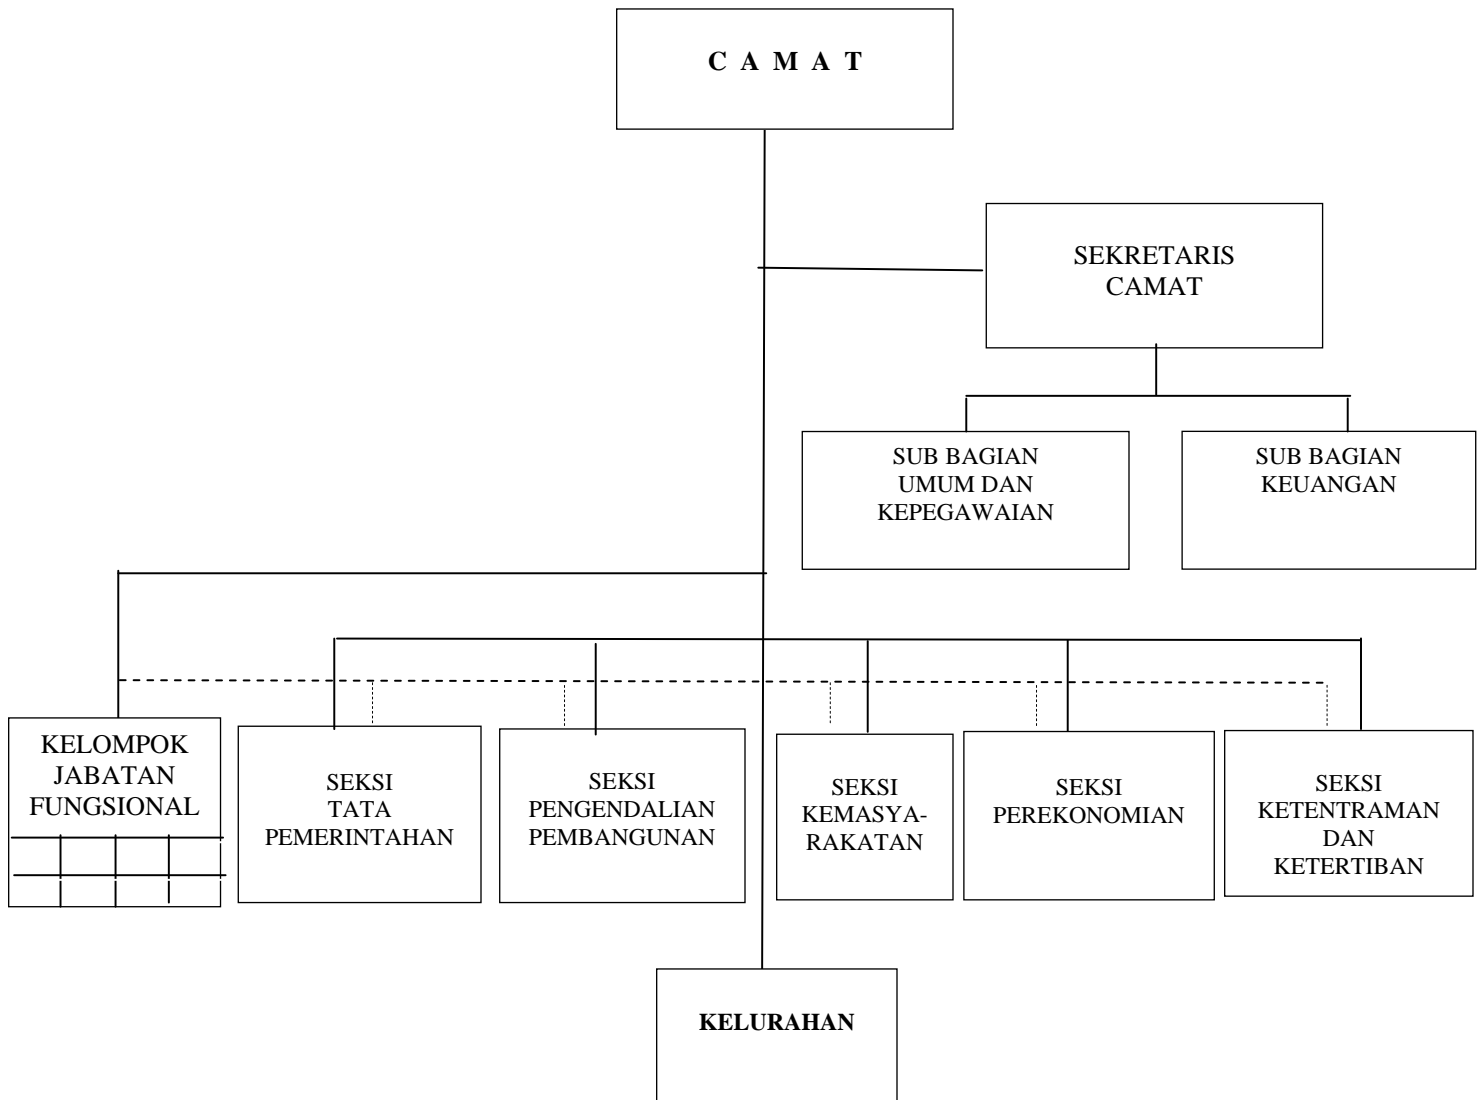 C A M A T
SEKRETARIS
CAMAT
SUB BAGIAN
UMUM DAN
KEPEGAWAIAN
SUB BAGIAN
KEUANGAN
KELOMPOK
JABATAN
FUNGSIONAL
SEKSI
TATA
PEMERINTAHAN
SEKSI
PENGENDALIAN
PEMBANGUNAN
SEKSI
KEMASYA-
RAKATAN
SEKSI
PEREKONOMIAN
SEKSI
KETENTRAMAN
DAN
KETERTIBAN
KELURAHAN